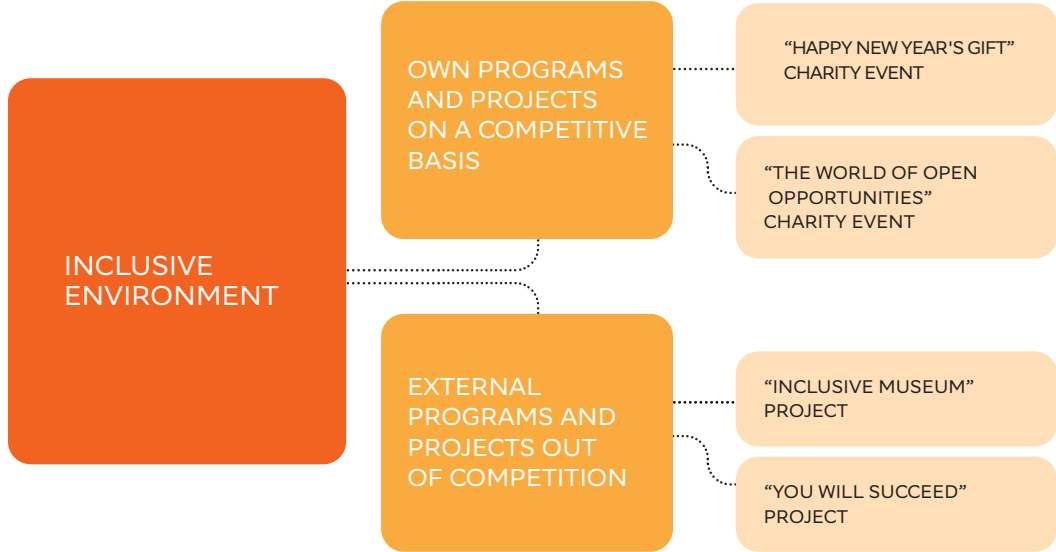 INCLUSIVE
ENVIRONMENT
OWN PROGRAMS
AND PROJECTS
ON A COMPETITIVE
BASIS
“HAPPY NEW YEAR'S GIFT”
CHARITY EVENT
“THE WORLD OF OPEN
OPPORTUNITIES”
CHARITY EVENT
EXTERNAL
PROGRAMS AND
PROJECTS OUT
OF COMPETITION
“INCLUSIVE MUSEUM”
PROJECT
“YOU WILL SUCCEED”
PROJECT